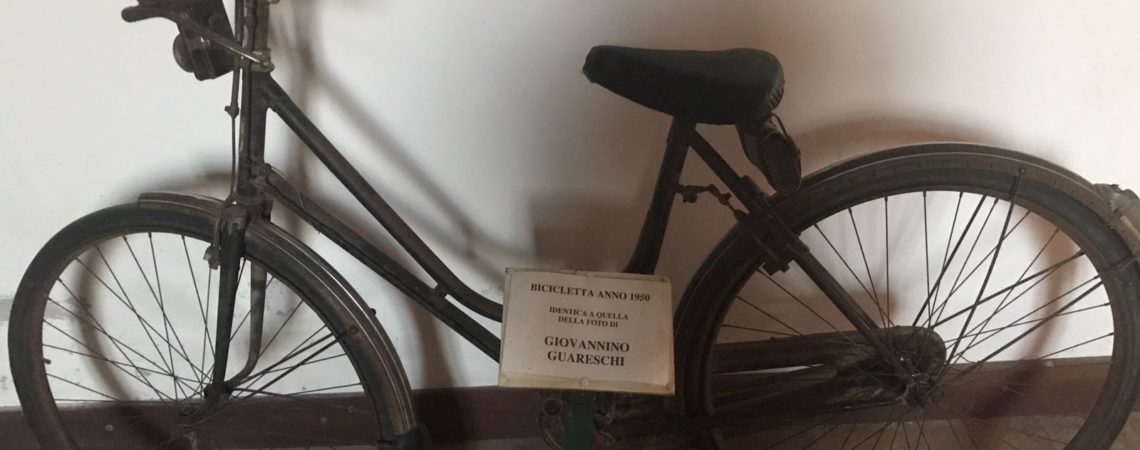 BICICLETTA ANNO 1950
IDENTICA A QUELLA
DELLA FOTO DI
GIOVANNINO
GUARESCHI